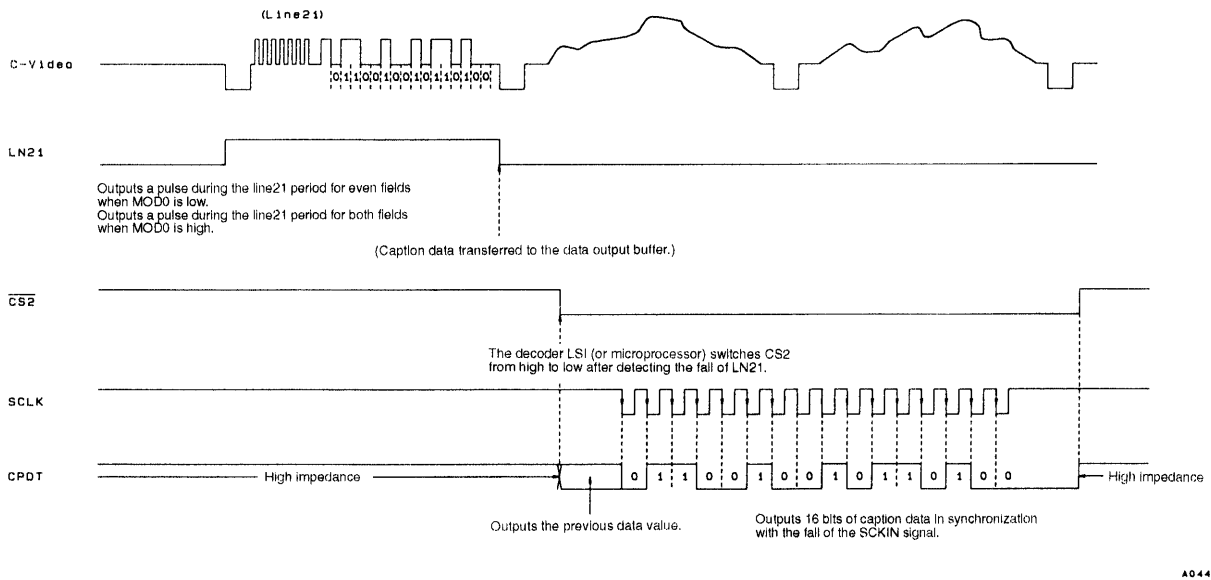 (Line21)
C-Video
0 1 1 0 0 1 0 0 1 0 1 1 0 1 0 0
LN21
Outputs a pulse during the line21 period for even fields
when MOD0 is low.
Outputs a pulse during the line21 period for both fields
when MOD0 is high.
(Caption data transferred to the data output buffer.)
CS2
The decoder LSI (or microprocessor) switches CS2
from high to low after detecting the fall of LN21.
SCLK
CPDT
High impedance
0 1 1 0 0 1 0 0 1 0 1 1 0 1 0 0
High impedance
Outputs the previous data value.
Outputs 16 bits of caption data in synchronization
with the fall of the SCKIN signal.
A044